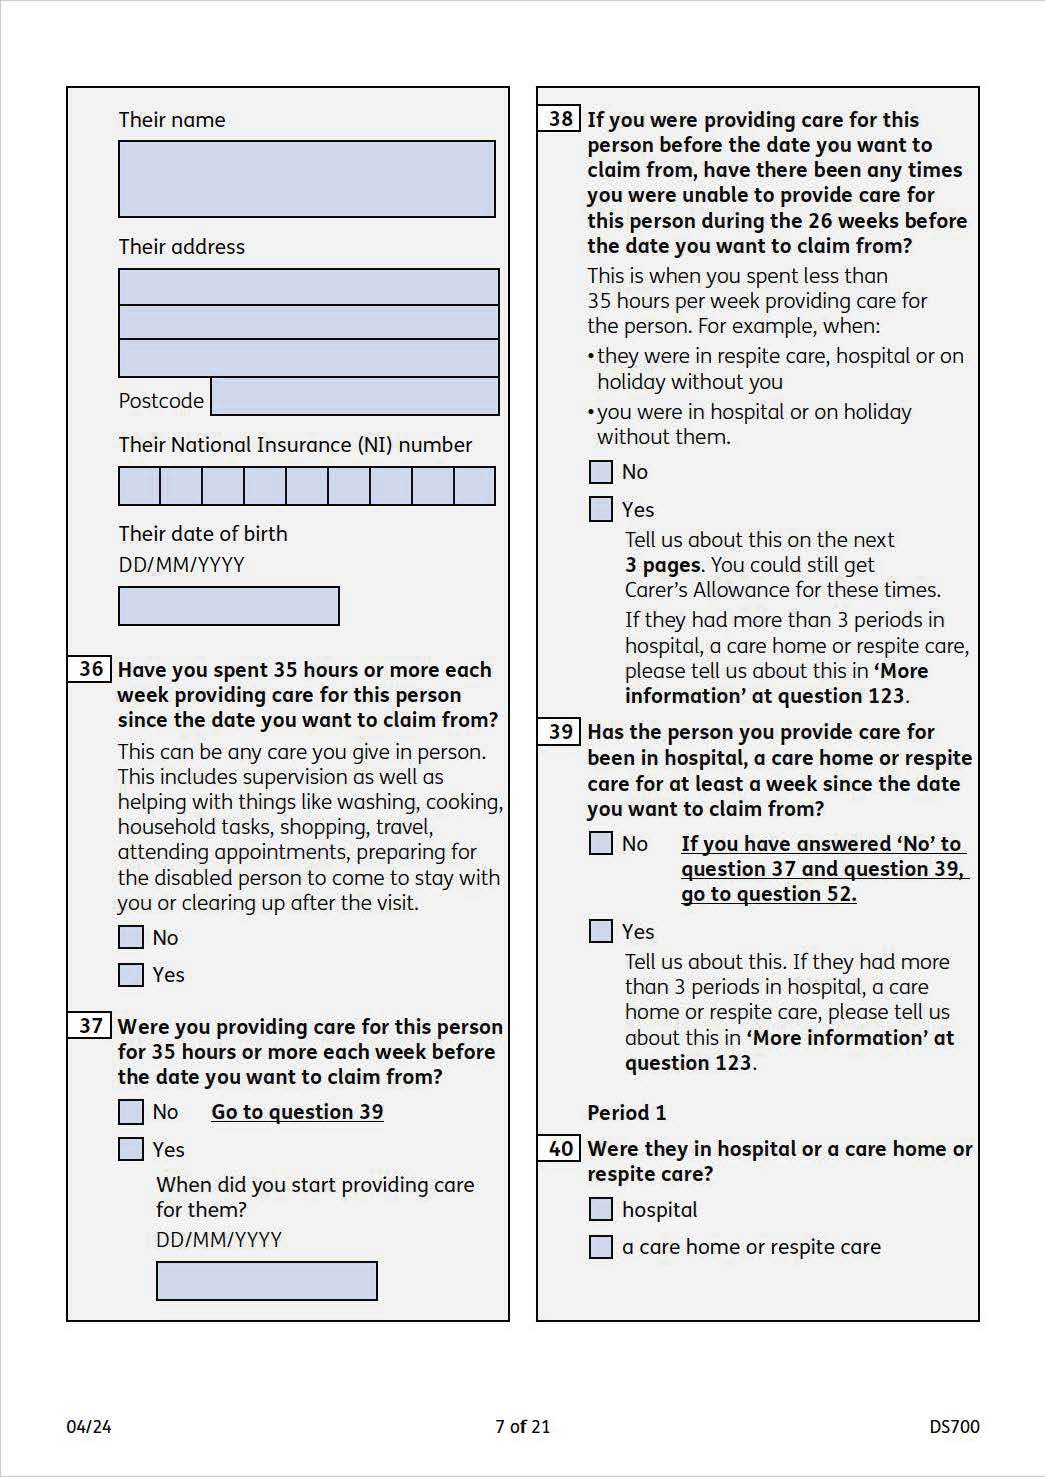 Their name
Their address
Postcode
Their National Insurance (NI) number
Their date of birth
DD/MM/YYYY
36 Have you spent 35 hours or more each
week providing care for this person
since the date you want to claim from?
This can be any care you give in person.
This includes supervision as well as
helping with things like washing, cooking,
household tasks, shopping, travel,
attending appointments, preparing for
the disabled person to come to stay with
you or clearing up after the visit.
No
Yes
37 Were you providing care for this person
for 35 hours or more each week before
the date you want to claim from?
No Go to question 39
Yes
When did you start providing care
for them?
DD/MM/YYYY
38 If you were providing care for this
person before the date you want to
claim from, have there been any times
you were unable to provide care for
this person during the 26 weeks before
the date you want to claim from?
This is when you spent less than
35 hours per week providing care for
the person. For example, when:
• they were in respite care, hospital or on
holiday without you
• you were in hospital or on holiday
without them.
No
Yes
Tell us about this on the next
3 pages. You could still get
Carer’s Allowance for these times.
If they had more than 3 periods in
hospital, a care home or respite care,
please tell us about this in ‘More
information’ at question 123.
39 Has the person you provide care for
been in hospital, a care home or respite
care for at least a week since the date
you want to claim from?
No If you have answered ‘No’ to
question 37 and question 39,
go to question 52.
Yes
Tell us about this. If they had more
than 3 periods in hospital, a care
home or respite care, please tell us
about this in ‘More information’ at
question 123.
Period 1
40 Were they in hospital or a care home or
respite care?
hospital
a care home or respite care
04/24 7 of 21 DS700